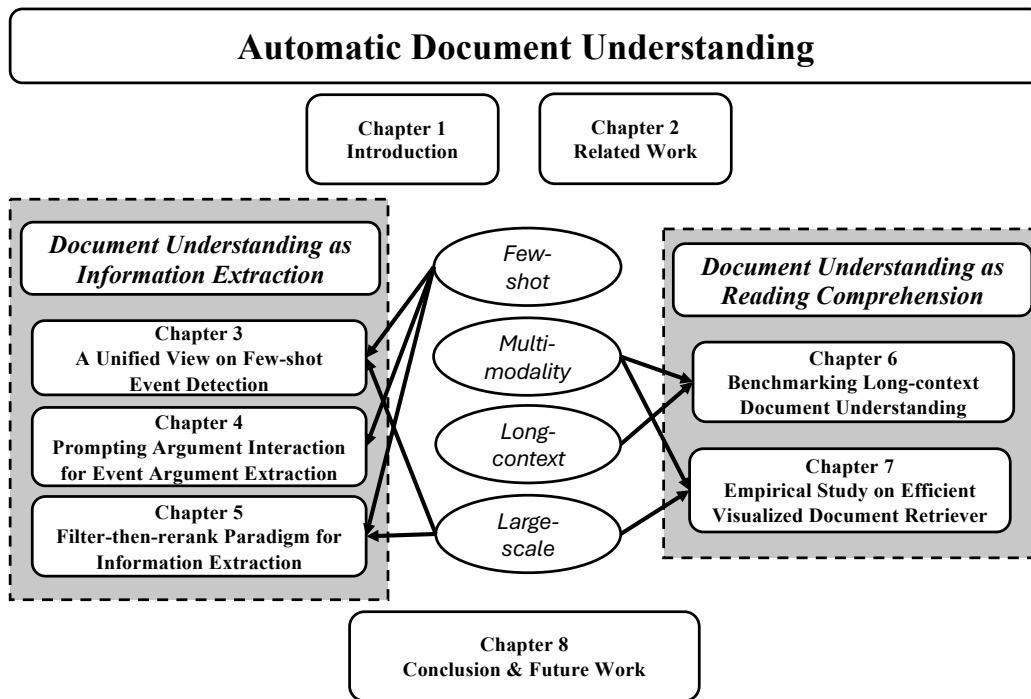 Automatic Document Understanding
Chapter 1
Introduction
Chapter 2
Related Work
Document Understanding as
Information Extraction
Chapter 3
A Unified View on Few-shot
Event Detection
Chapter 4
Prompting Argument Interaction
for Event Argument Extraction
Chapter 5
Filter-then-rerank Paradigm for
Information Extraction
Few-
shot
Multi-
modality
Long-
context
Large-
scale
Document Understanding as
Reading Comprehension
Chapter 6
Benchmarking Long-context
Document Understanding
Chapter 7
Empirical Study on Efficient
Visualized Document Retriever
Chapter 8
Conclusion & Future Work